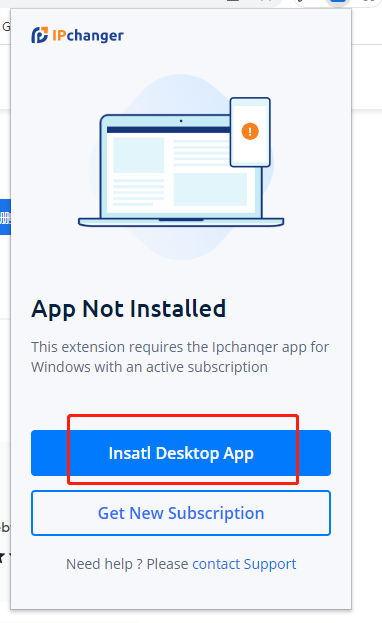 IPchanger
App Not Installed
This extension requires the Ipchanqer app for
Windows with an active subscription
Insatl Desktop App
Get New Subscription
Need help ? Please contact Support